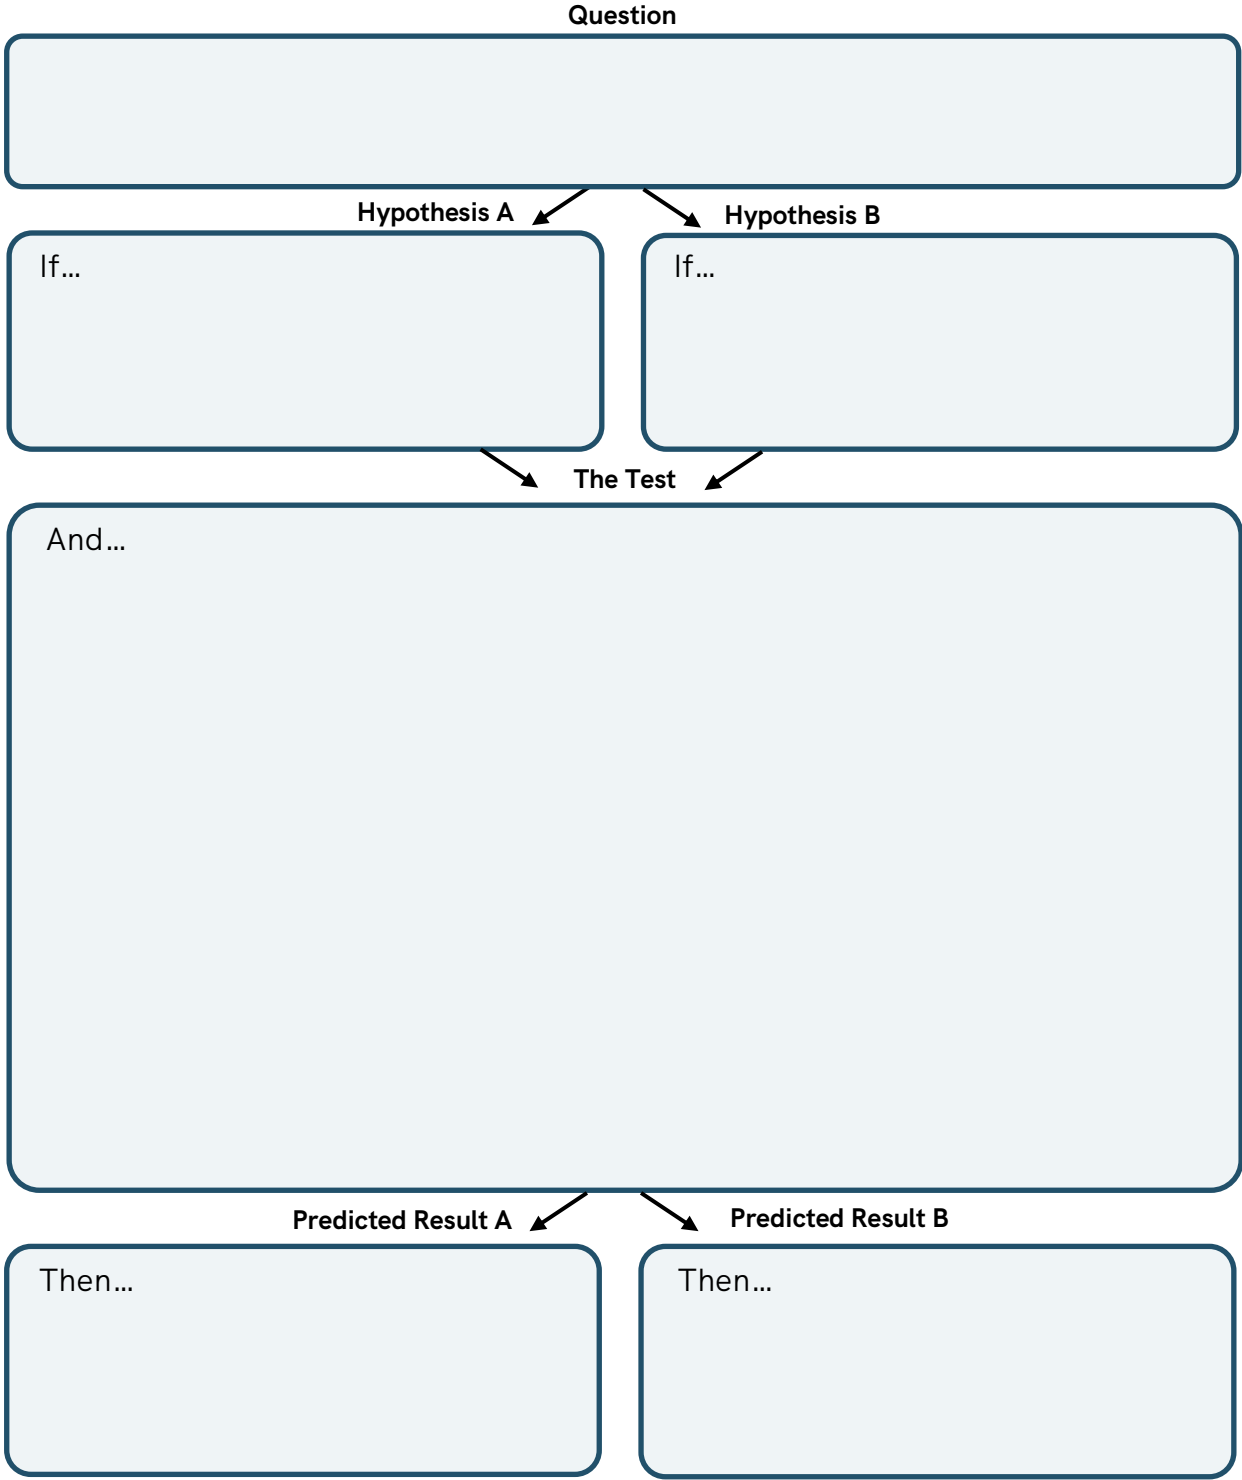 Question
Hypothesis A
Hypothesis B
If...
If...
The Test
And...
Predicted Result A
Predicted Result B
Then...
Then...